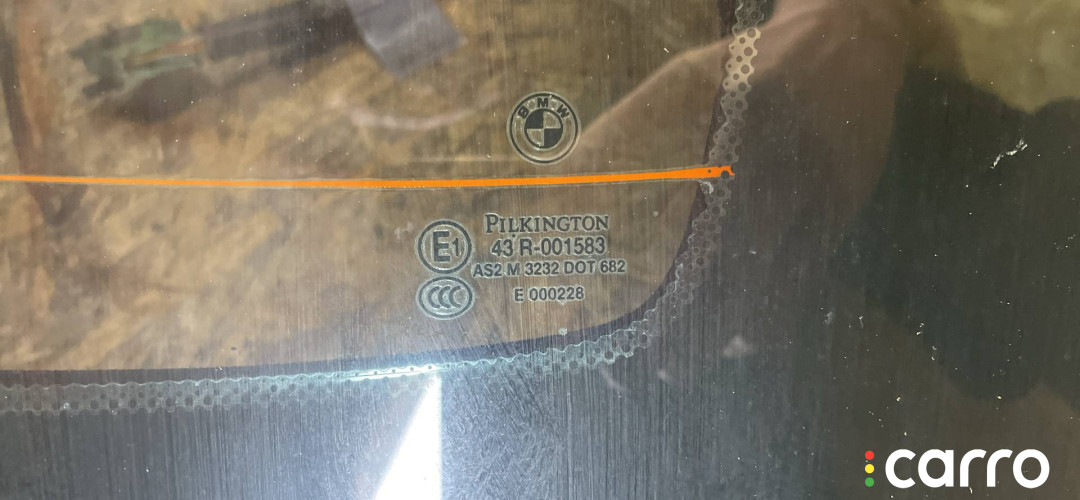 BMW
PILKINGTON
E1
43 R-001583
AS2 M 3232 DOT 682
CCC
E 000228
carro